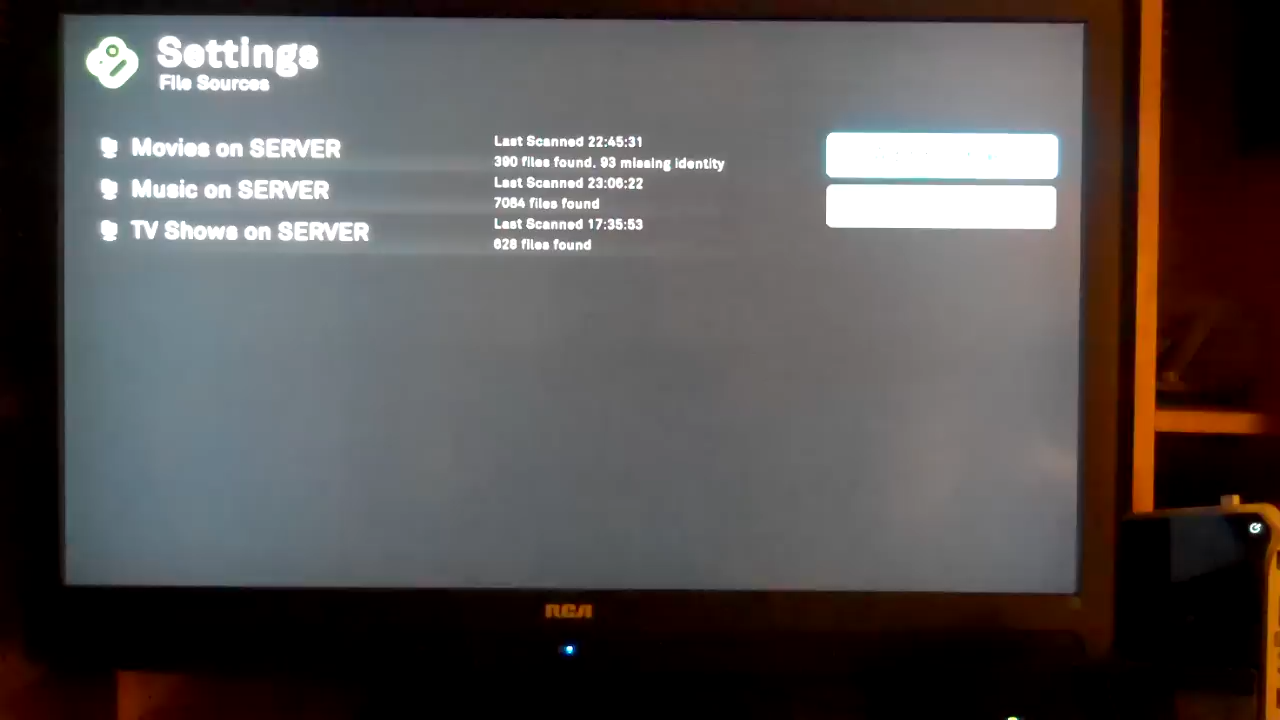 Settings
File Sources
Movies on SERVER
Last Scanned 22:45:31
390 files found, 93 missing identity
Music on SERVER
Last Scanned 23:06:22
7084 files found
TV Shows on SERVER
Last Scanned 17:35:53
628 files found
RCA